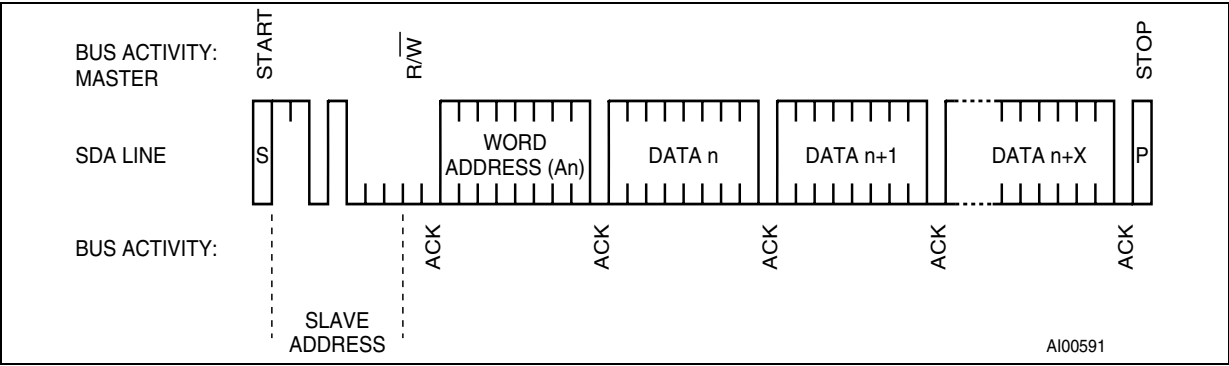 BUS ACTIVITY:
MASTER
START
R/W
STOP
SDA LINE
S
WORD
ADDRESS (An)
DATA n
DATA n+1
DATA n+X
P
BUS ACTIVITY:
ACK
ACK
ACK
ACK
ACK
SLAVE
ADDRESS
AI00591